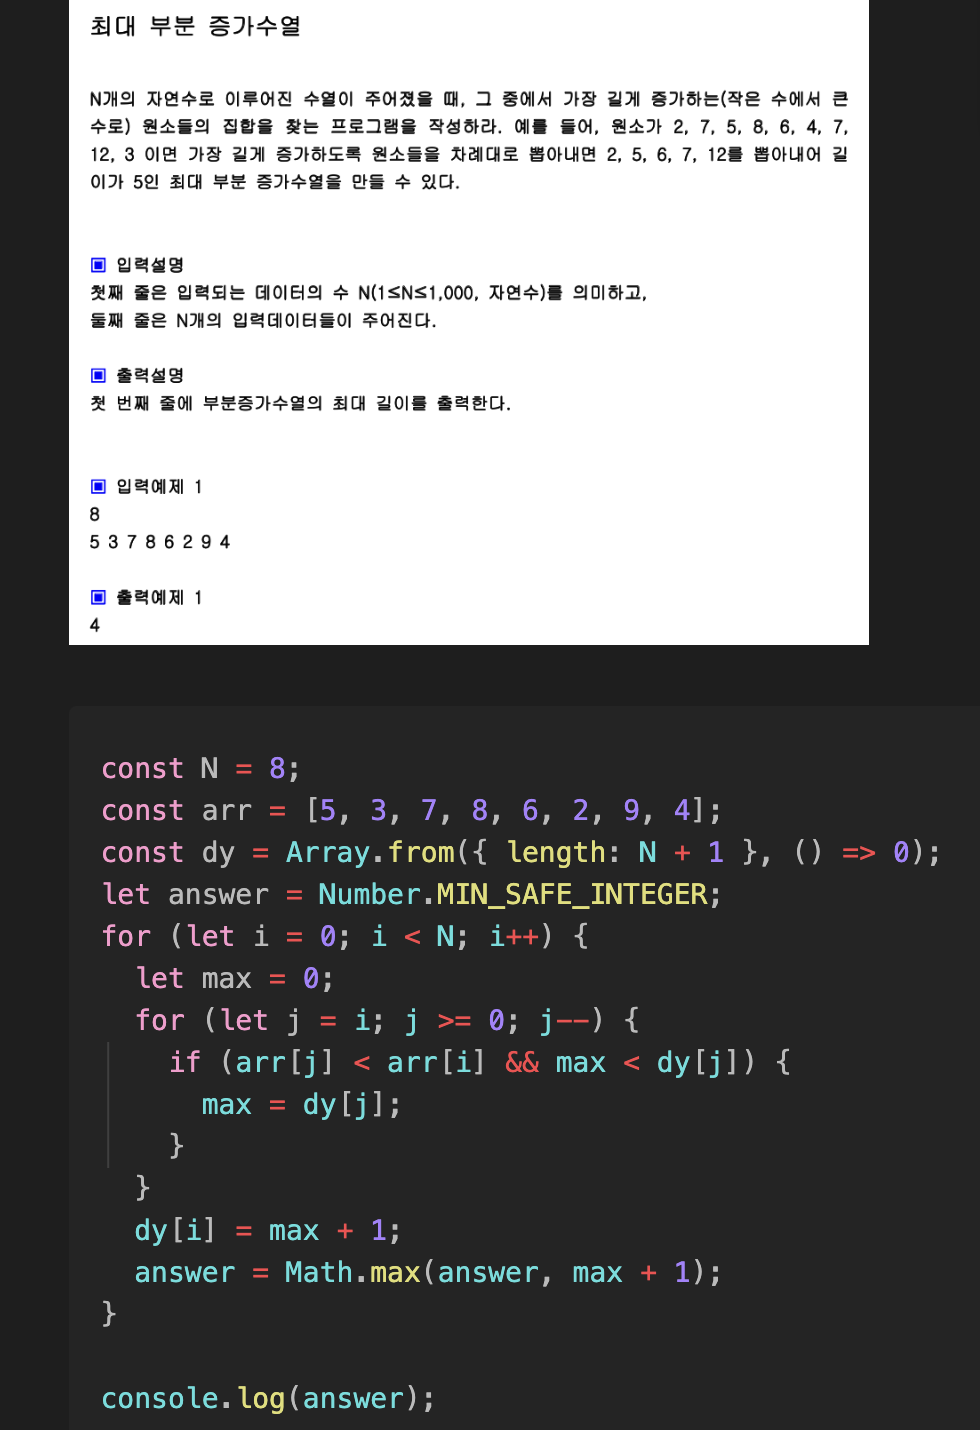 최대 부분 증가수열
N개의 자연수로 이루어진 수열이 주어졌을 때, 그 중에서 가장 길게 증가하는(작은 수에서 큰
수로) 원소들의 집합을 찾는 프로그램을 작성하라. 예를 들어, 원소가 2, 7, 5, 8, 6, 4, 7,
12, 3 이면 가장 길게 증가하도록 원소들을 차례대로 뽑아내면 2, 5, 6, 7, 12를 뽑아내어 길
이가 5인 최대 부분 증가수열을 만들 수 있다.
▣ 입력설명
첫째 줄은 입력되는 데이터의 수 N(1≤N≤1,000, 자연수)를 의미하고,
둘째 줄은 N개의 입력데이터들이 주어진다.
▣ 출력설명
첫 번째 줄에 부분증가수열의 최대 길이를 출력한다.
▣ 입력예제 1
8
5 3 7 8 6 2 9 4
▣ 출력예제 1
4
const N = 8;
const arr = [5, 3, 7, 8, 6, 2, 9, 4];
const dy = Array.from({ length: N + 1 }, () => 0);
let answer = Number.MIN_SAFE_INTEGER;
for (let i = 0; i < N; i++) {
  let max = 0;
  for (let j = i; j >= 0; j--) {
    if (arr[j] < arr[i] && max < dy[j]) {
      max = dy[j];
    }
  }
  dy[i] = max + 1;
  answer = Math.max(answer, max + 1);
}
console.log(answer);